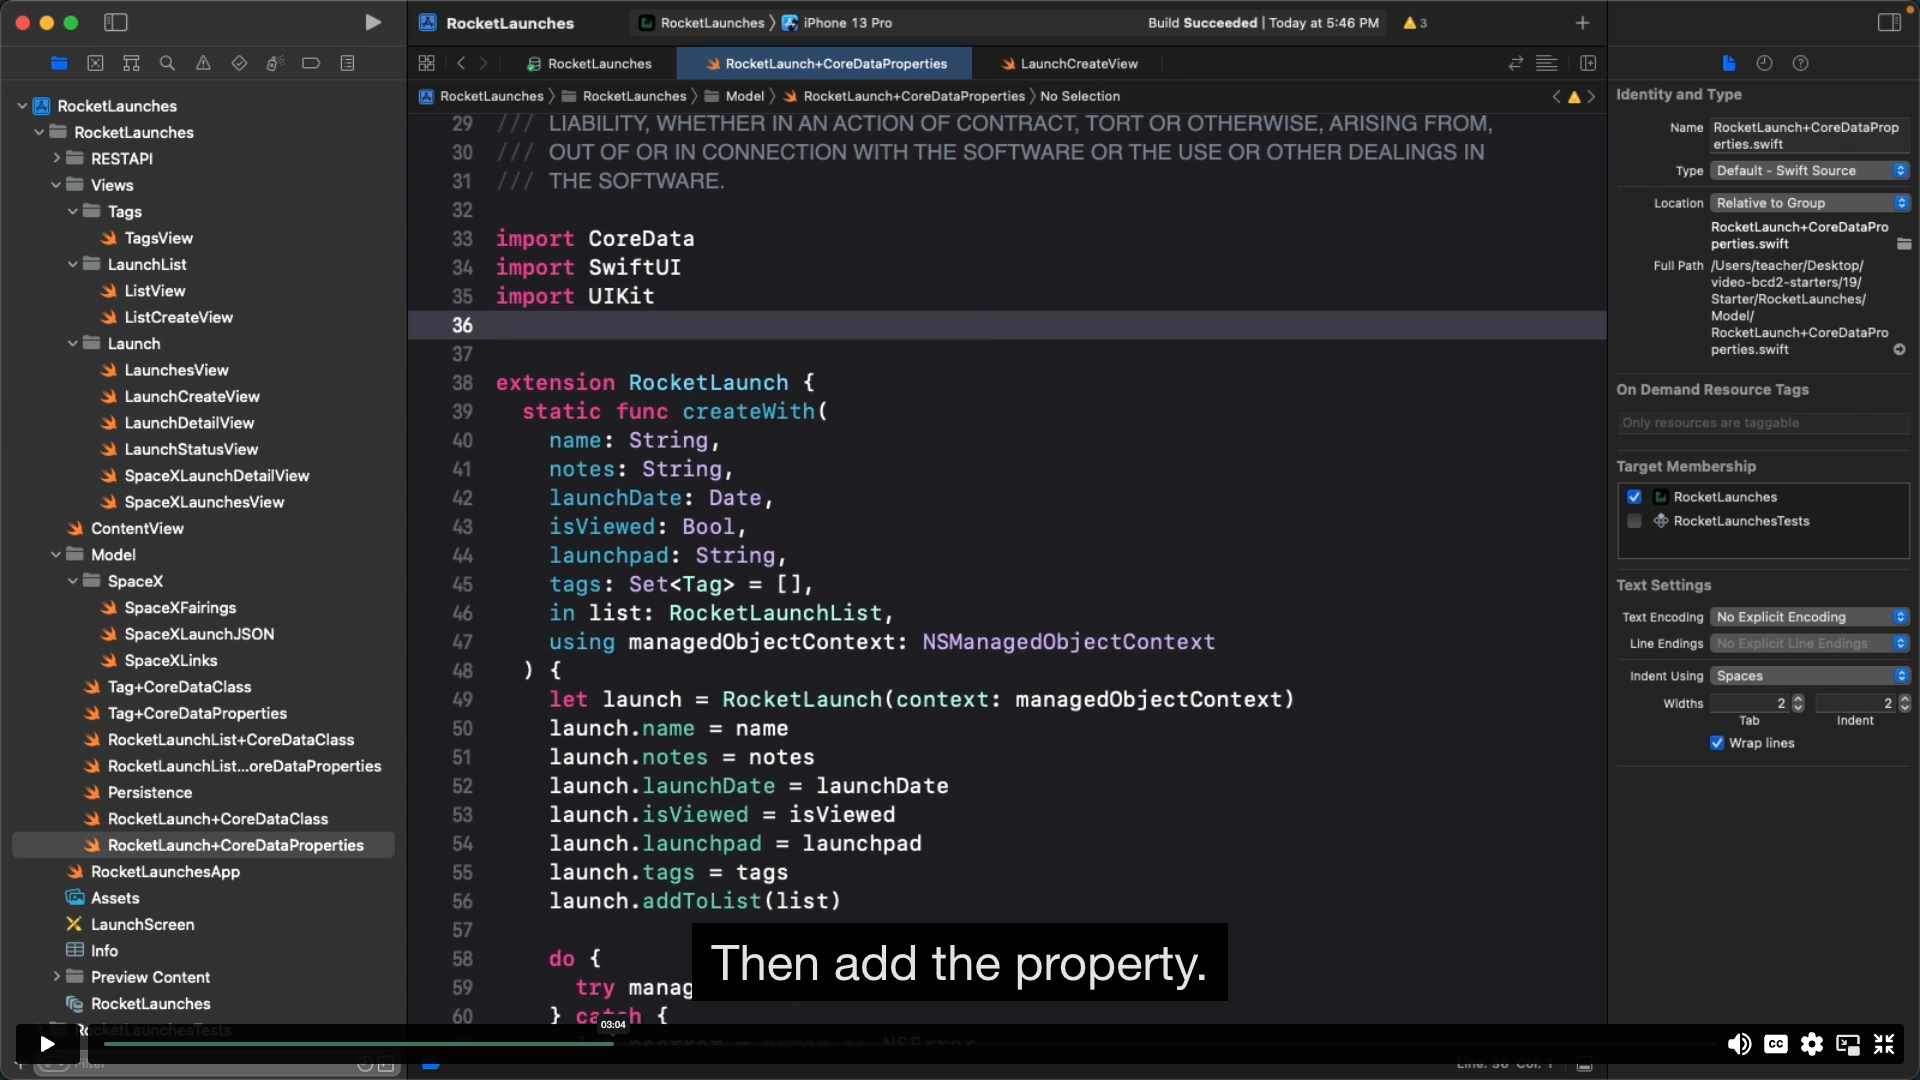 RocketLaunches
RocketLaunches
iPhone 13 Pro
Build Succeeded | Today at 5:46 PM
3
RocketLaunches
RocketLaunch+CoreDataProperties
LaunchCreateView
RocketLaunches
RocketLaunches
Model
RocketLaunch+CoreDataProperties
No Selection
RocketLaunches
RocketLaunches
RESTAPI
Views
Tags
TagsView
LaunchList
ListView
ListCreateView
Launch
LaunchesView
LaunchCreateView
LaunchDetailView
LaunchStatusView
SpaceXLaunchDetailView
SpaceXLaunchesView
ContentView
Model
SpaceX
SpaceXFairings
SpaceXLaunchJSON
SpaceXLinks
Tag+CoreDataClass
Tag+CoreDataProperties
RocketLaunchList+CoreDataClass
RocketLaunchList...oreDataProperties
Persistence
RocketLaunch+CoreDataClass
RocketLaunch+CoreDataProperties
RocketLaunchesApp
Assets
LaunchScreen
Info
Preview Content
RocketLaunches
RocketLaunchesTests
Filter
29 /// LIABILITY, WHETHER IN AN ACTION OF CONTRACT, TORT OR OTHERWISE, ARISING FROM,
30 /// OUT OF OR IN CONNECTION WITH THE SOFTWARE OR THE USE OR OTHER DEALINGS IN
31 /// THE SOFTWARE.
32
33 import CoreData
34 import SwiftUI
35 import UIKit
36
37
38 extension RocketLaunch {
39 static func createWith(
40 name: String,
41 notes: String,
42 launchDate: Date,
43 isViewed: Bool,
44 launchpad: String,
45 tags: Set<Tag> = [],
46 in list: RocketLaunchList,
47 using managedObjectContext: NSManagedObjectContext
48 ) {
49 let launch = RocketLaunch(context: managedObjectContext)
50 launch.name = name
51 launch.notes = notes
52 launch.launchDate = launchDate
53 launch.isViewed = isViewed
54 launch.launchpad = launchpad
55 launch.tags = tags
56 launch.addToList(list)
57
58 do {
59 try manag
60 } catch {
Then add the property.
03:04
Line: 36 Col: 1
CC
Identity and Type
Name RocketLaunch+CoreDataProp
erties.swift
Type Default - Swift Source
Location Relative to Group
RocketLaunch+CoreDataPro
perties.swift
Full Path /Users/teacher/Desktop/
video-bcd2-starters/19/
Starter/RocketLaunches/
Model/
RocketLaunch+CoreDataPro
perties.swift
On Demand Resource Tags
Only resources are taggable
Target Membership
RocketLaunches
RocketLaunchesTests
Text Settings
Text Encoding No Explicit Encoding
Line Endings No Explicit Line Endings
Indent Using Spaces
Widths 2 2
Tab Indent
Wrap lines